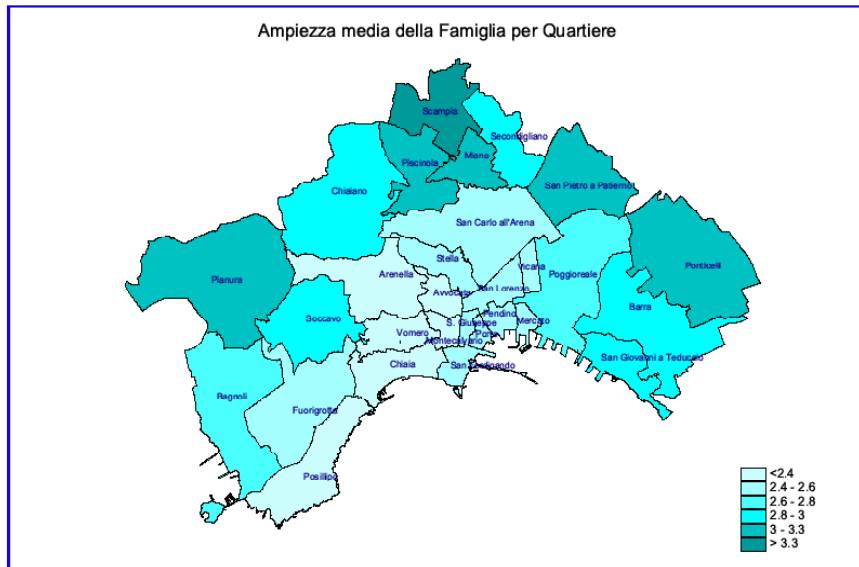 Ampiezza media della Famiglia per Quartiere
Scampia
Secondigliano
Piscinola
Miano
Chiaiano
San Pietro a Patierno
San Carlo all'Arena
Stella
Vicaria
Poggioreale
Ponticelli
Pianura
Arenella
Avvocata
San Lorenzo
Barra
Soccavo
Pendino
S. Giuseppe
Mercato
Vomero
Porto
Montecalvario
San Giovanni a Teduccio
Chiaia
San Ferdinando
Bagnoli
Fuorigrotta
Posillipo
<2.4
2.4 - 2.6
2.6 - 2.8
2.8 - 3
3 - 3.3
> 3.3